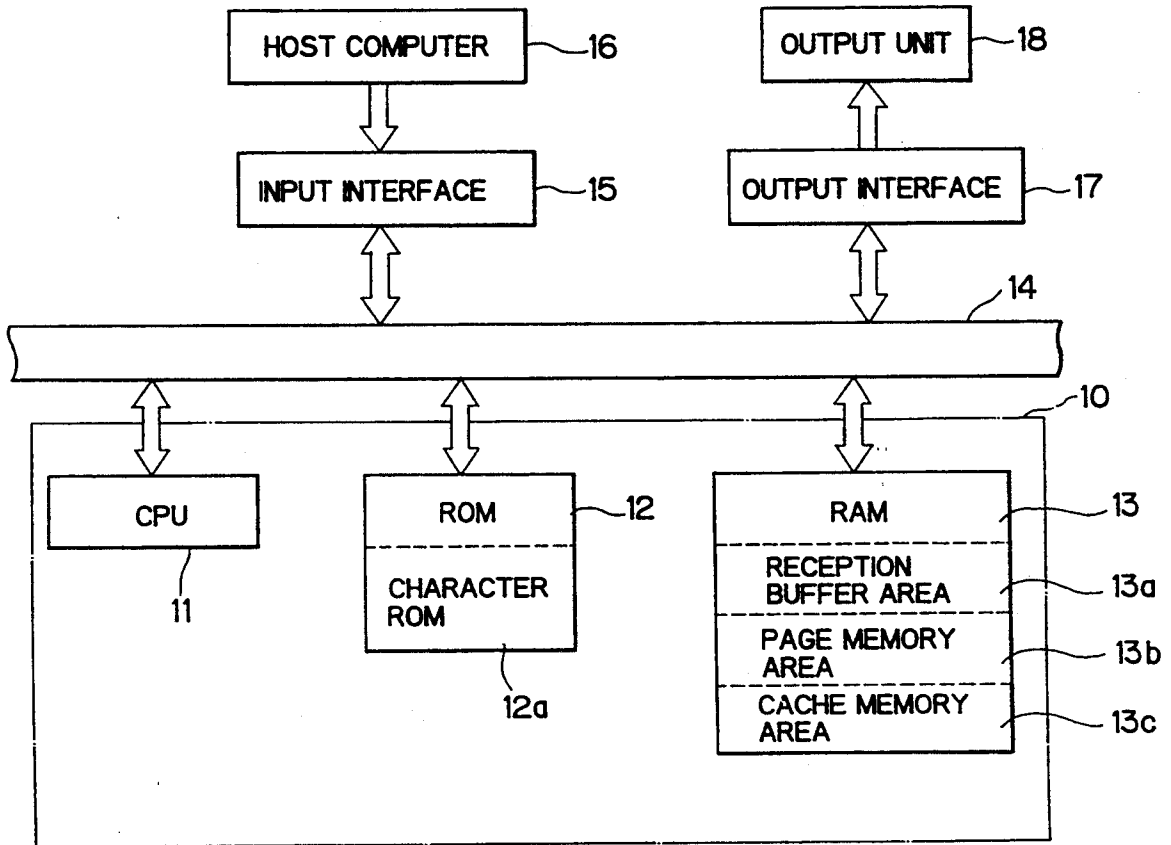 HOST COMPUTER
16
OUTPUT UNIT
18
INPUT INTERFACE
15
OUTPUT INTERFACE
17
14
10
CPU
11
ROM
12
CHARACTER
ROM
12a
RAM
13
RECEPTION
BUFFER AREA
13a
PAGE MEMORY
AREA
13b
CACHE MEMORY
AREA
13c